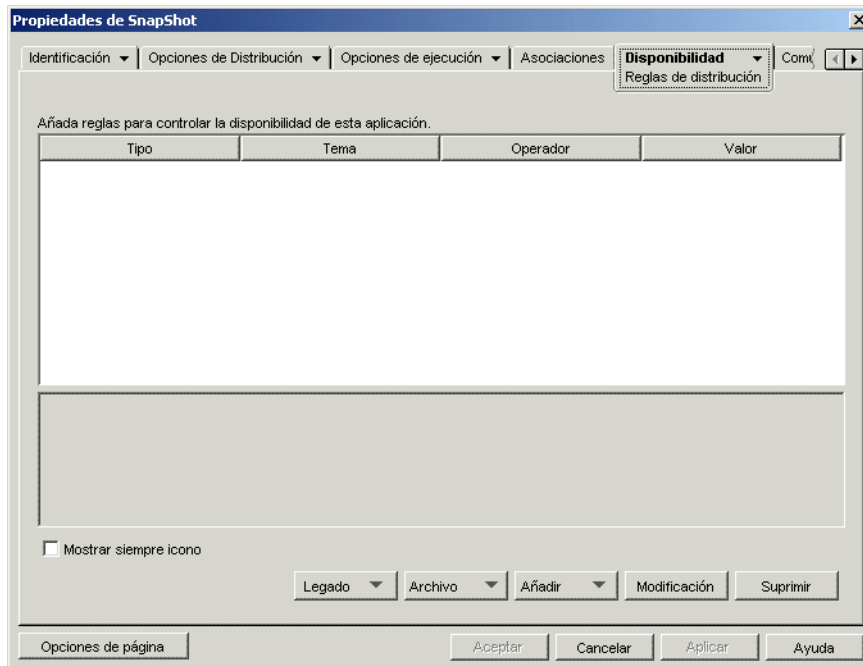 Propiedades de SnapShot
Identificación Opciones de Distribución Opciones de ejecución Asociaciones Disponibilidad
Reglas de distribución
Añada reglas para controlar la disponibilidad de esta aplicación.
Tipo Tema Operador Valor
Mostrar siempre icono
Legado Archivo Añadir Modificación Suprimir
Opciones de página Aceptar Cancelar Aplicar Ayuda